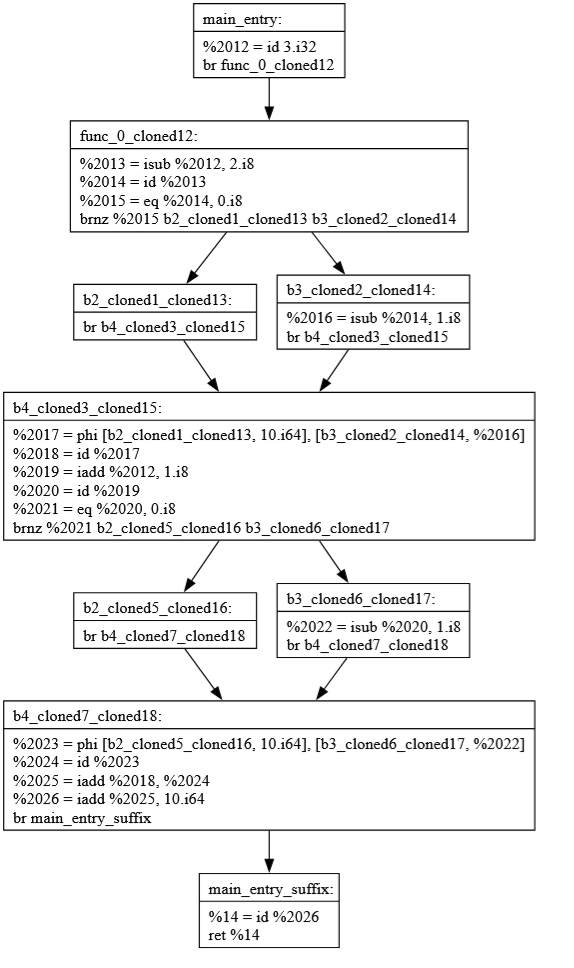 main_entry:
%2012 = id 3.i32
br func_0_cloned12
func_0_cloned12:
%2013 = isub %2012, 2.i8
%2014 = id %2013
%2015 = eq %2014, 0.i8
brnz %2015 b2_cloned1_cloned13 b3_cloned2_cloned14
b2_cloned1_cloned13:
br b4_cloned3_cloned15
b3_cloned2_cloned14:
%2016 = isub %2014, 1.i8
br b4_cloned3_cloned15
b4_cloned3_cloned15:
%2017 = phi [b2_cloned1_cloned13, 10.i64], [b3_cloned2_cloned14, %2016]
%2018 = id %2017
%2019 = iadd %2012, 1.i8
%2020 = id %2019
%2021 = eq %2020, 0.i8
brnz %2021 b2_cloned5_cloned16 b3_cloned6_cloned17
b2_cloned5_cloned16:
br b4_cloned7_cloned18
b3_cloned6_cloned17:
%2022 = isub %2020, 1.i8
br b4_cloned7_cloned18
b4_cloned7_cloned18:
%2023 = phi [b2_cloned5_cloned16, 10.i64], [b3_cloned6_cloned17, %2022]
%2024 = id %2023
%2025 = iadd %2018, %2024
%2026 = iadd %2025, 10.i64
br main_entry_suffix
main_entry_suffix:
%14 = id %2026
ret %14